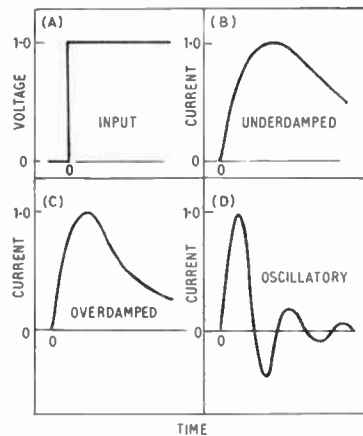 (A)
1·0
VOLTAGE
INPUT
0
0
(B)
1·0
CURRENT
UNDERDAMPED
0
0
(C)
1·0
CURRENT
OVERDAMPED
0
0
(D)
1·0
CURRENT
OSCILLATORY
0
0
TIME